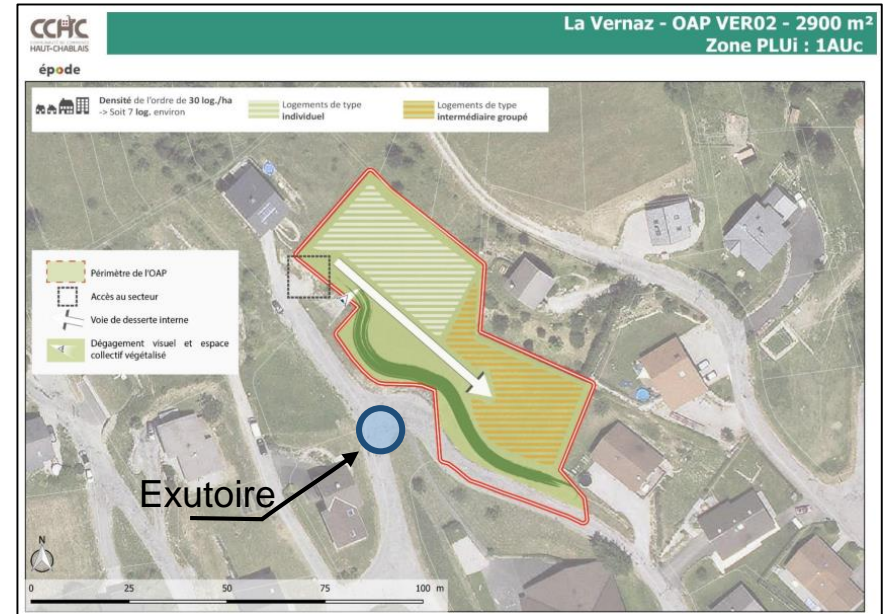 CCHC
HAUT-CHABLAIS
épode
La Vernaz - OAP VER02 - 2900 m²
Zone PLUi : 1AUc
Densité de l'ordre de 30 log./ha
-> Soit 7 log. environ
Logements de type
individuel
Logements de type
intermédiaire groupé
Périmètre de l'OAP
Accès au secteur
Voie de desserte interne
Dégagement visuel et espace
collectif végétalisé
Exutoire
N
0 25 50 75 100 m